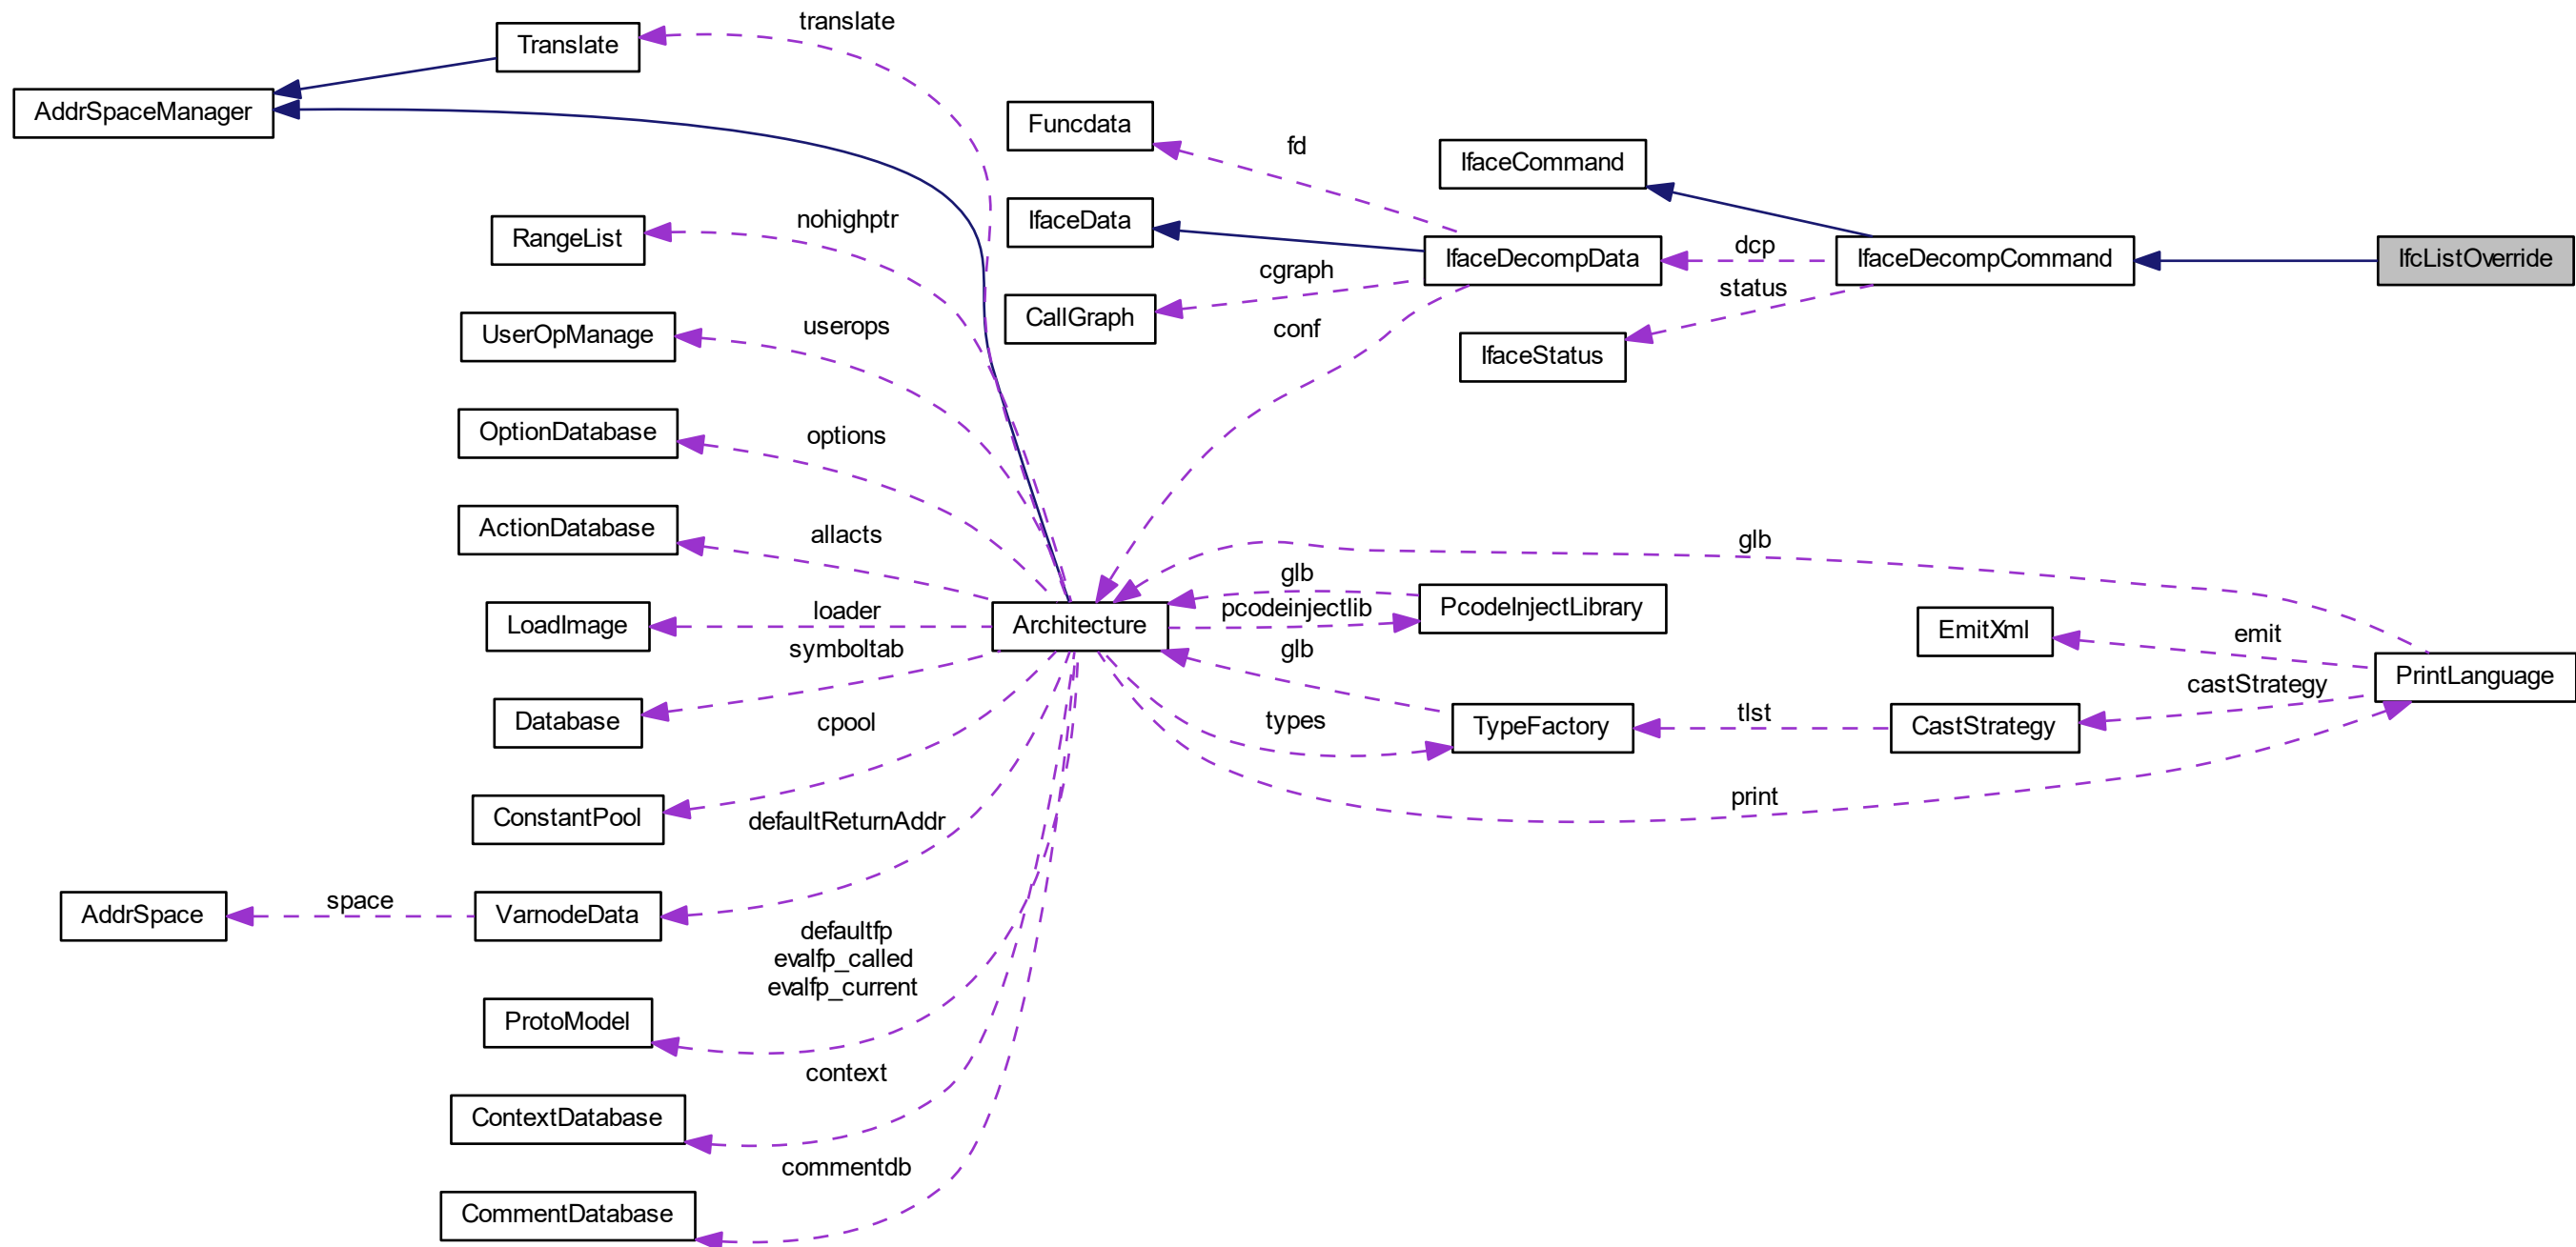 translate
Translate
AddrSpaceManager
Funcdata
fd
IfaceCommand
nohighptr
RangeList
IfaceData
dcp
IfaceDecompData
IfaceDecompCommand
IfcListOverride
cgraph
status
userops
UserOpManage
CallGraph
conf
IfaceStatus
options
OptionDatabase
allacts
ActionDatabase
glb
glb
loader
LoadImage
Architecture
pcodeinjectlib
PcodeInjectLibrary
EmitXml
emit
symboltab
glb
castStrategy
PrintLanguage
Database
cpool
types
TypeFactory
tlst
CastStrategy
print
ConstantPool
defaultReturnAddr
AddrSpace
space
VarnodeData
defaultfp
evalfp_called
evalfp_current
ProtoModel
context
ContextDatabase
commentdb
CommentDatabase